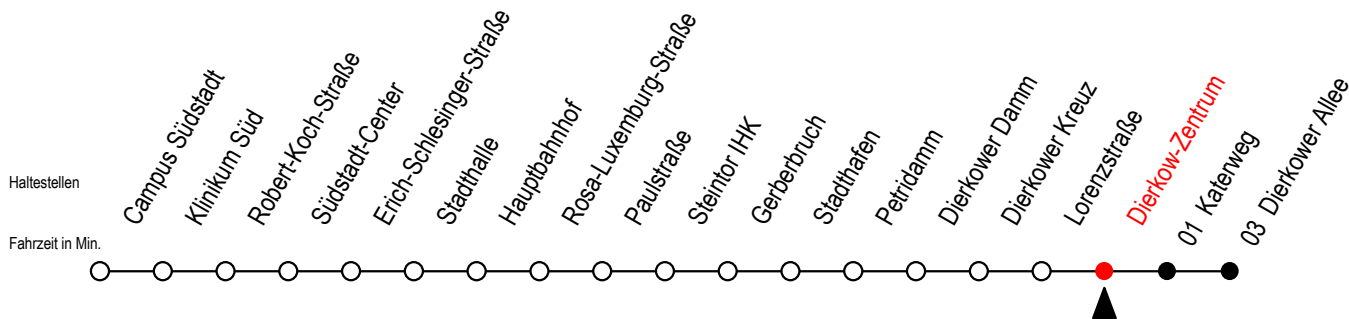 Haltestellen
Fahrzeit in Min.
Campus Südstadt
Klinikum Süd
Robert-Koch-Straße
Südstadt-Center
Erich-Schlesinger-Straße
Stadthalle
Hauptbahnhof
Rosa-Luxemburg-Straße
Paulstraße
Steintor IHK
Gerberbruch
Stadthafen
Petridamm
Dierkower Damm
Dierkower Kreuz
Lorenzstraße
Dierkow-Zentrum
01 Katenweg
03 Dierkower Allee